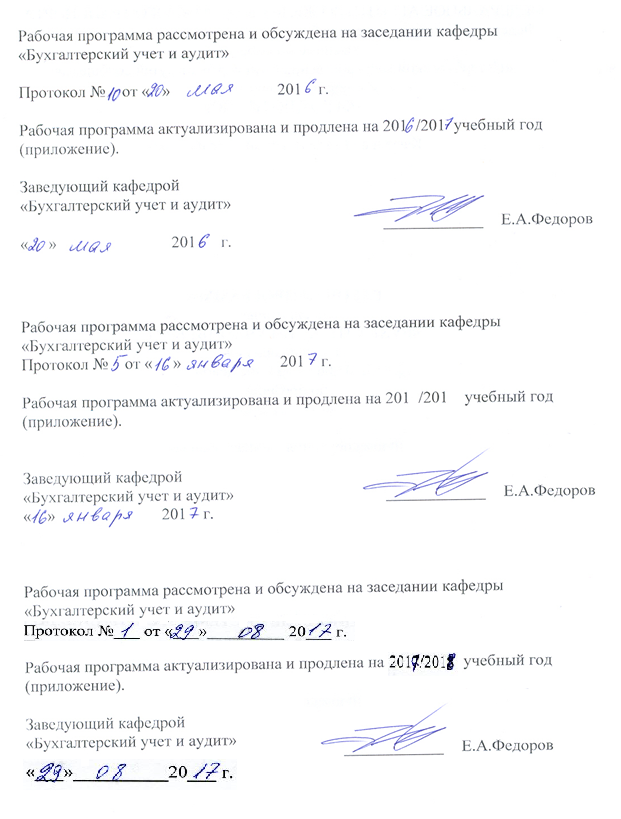 Рабочая программа рассмотрена и обсуждена на заседании кафедры
«Бухгалтерский учет и аудит»
Протокол №10 от «20» мая 2016 г.
Рабочая программа актуализирована и продлена на 2016/2017 учебный год
(приложение).
Заведующий кафедрой
«Бухгалтерский учет и аудит»
Е.А.Федоров
«20» мая 2016 г.
Рабочая программа рассмотрена и обсуждена на заседании кафедры
«Бухгалтерский учет и аудит»
Протокол №5 от «16» января 2017 г.
Рабочая программа актуализирована и продлена на 201 /201 учебный год
(приложение).
Заведующий кафедрой
«Бухгалтерский учет и аудит»
Е.А.Федоров
«16» января 2017 г.
Рабочая программа рассмотрена и обсуждена на заседании кафедры
«Бухгалтерский учет и аудит»
Протокол № 1 от «29» 08 2017 г.
Рабочая программа актуализирована и продлена на 2017/2018 учебный год
(приложение).
Заведующий кафедрой
«Бухгалтерский учет и аудит»
Е.А.Федоров
«29» 08 2017 г.